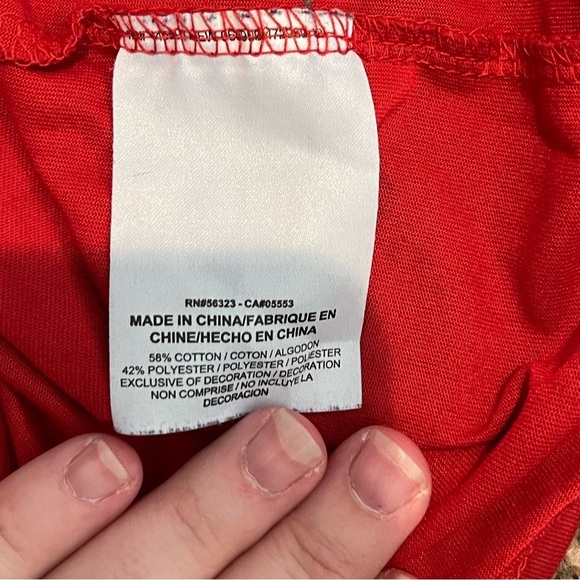 RN#56323 - CA#05553
MADE IN CHINA/FABRIQUE EN
CHINE/HECHO EN CHINA
58% COTTON / COTON / ALGODON
42% POLYESTER / POLYESTER / POLIESTER
EXCLUSIVE OF DECORATION / DECORATION
NON COMPRISE / NO INCLUYE LA
DECORACION